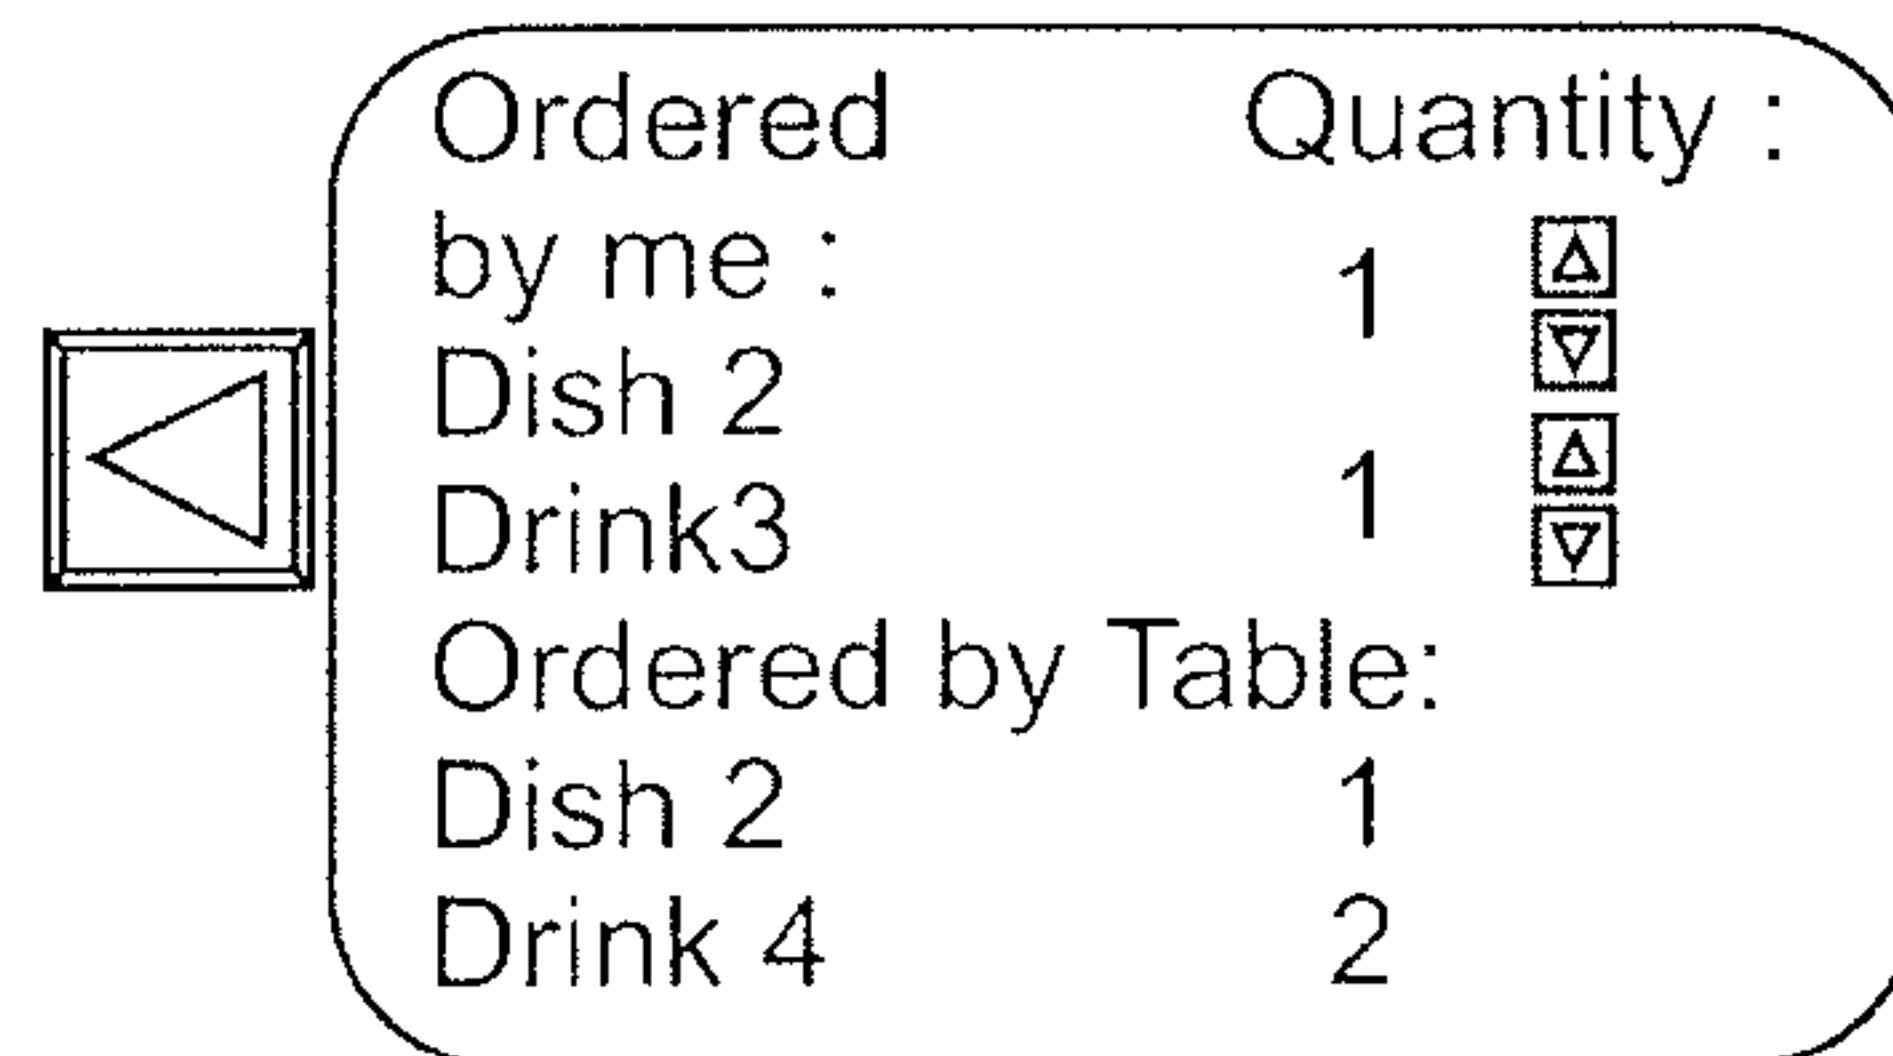 Ordered Quantity :
by me :
1
Dish 2
Drink3
1
Ordered by Table:
Dish 2 1
Drink 4 2